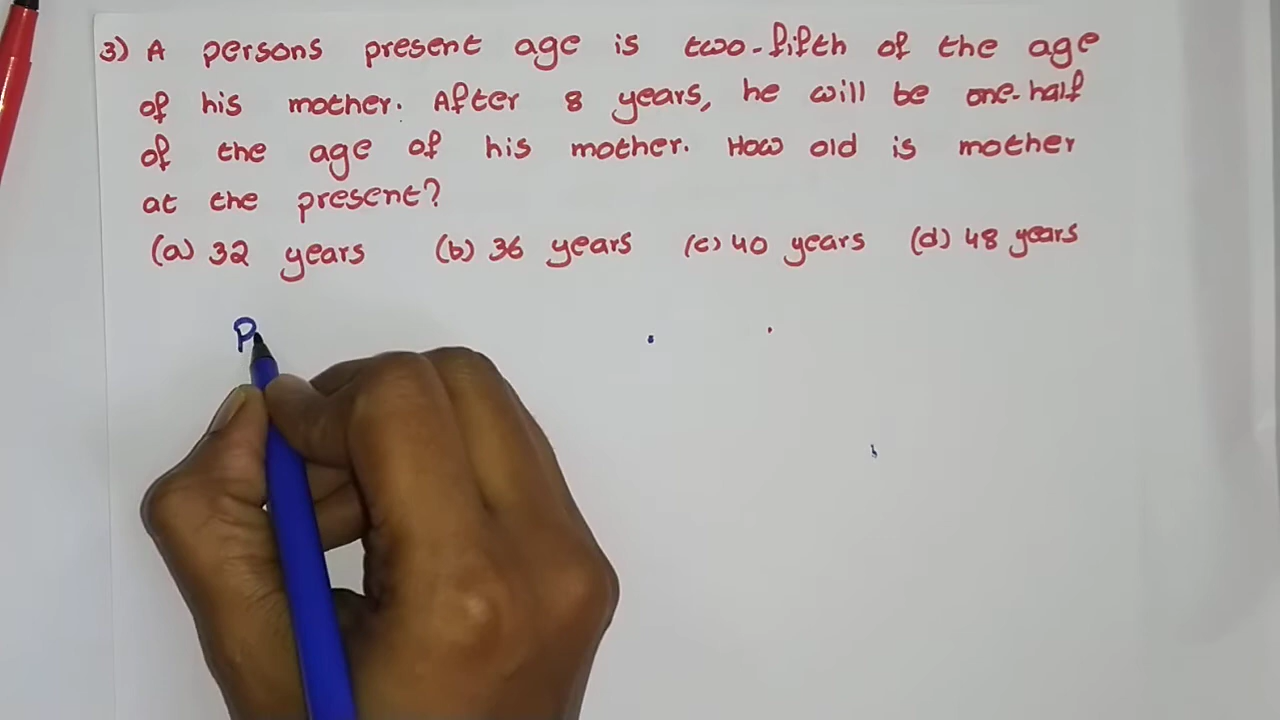 3) A persons present age is two-fifth of the age
of his mother. After 8 years, he will be one-half
of the age of his mother. How old is mother
at the present?
(a) 32 years (b) 36 years (c) 40 years (d) 48 years
P